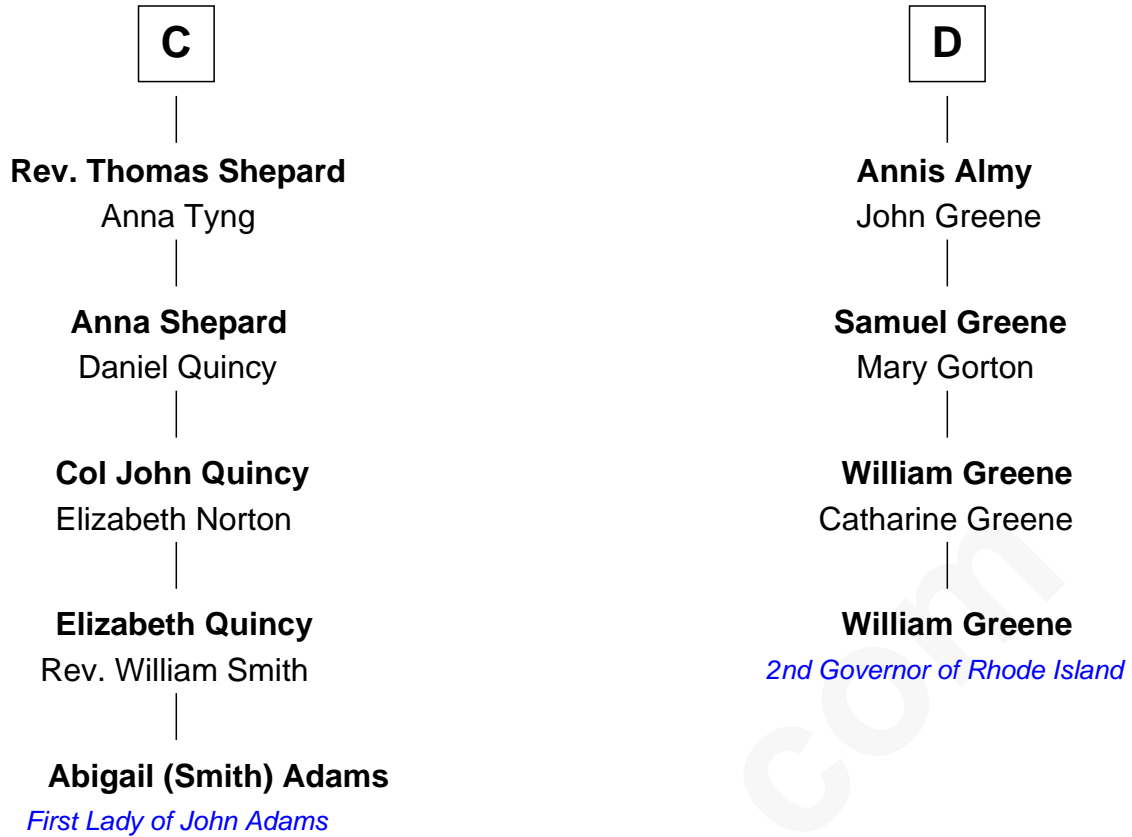 C
Rev. Thomas Shepard
Anna Tyng
Anna Shepard
Daniel Quincy
Col John Quincy
Elizabeth Norton
Elizabeth Quincy
Rev. William Smith
Abigail (Smith) Adams
First Lady of John Adams
D
Annis Almy
John Greene
Samuel Greene
Mary Gorton
William Greene
Catharine Greene
William Greene
2nd Governor of Rhode Island
com